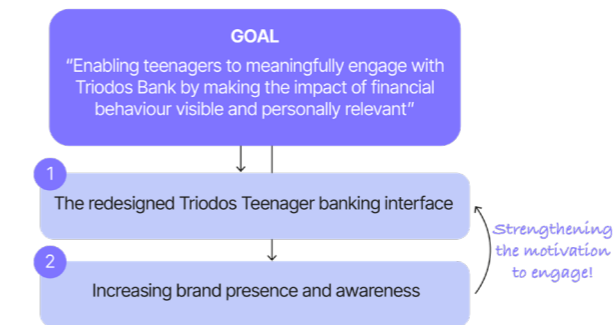 GOAL
“Enabling teenagers to meaningfully engage with
Triodos Bank by making the impact of financial
behaviour visible and personally relevant”
1
The redesigned Triodos Teenager banking interface
Strengthening
the motivation
to engage!
2
Increasing brand presence and awareness